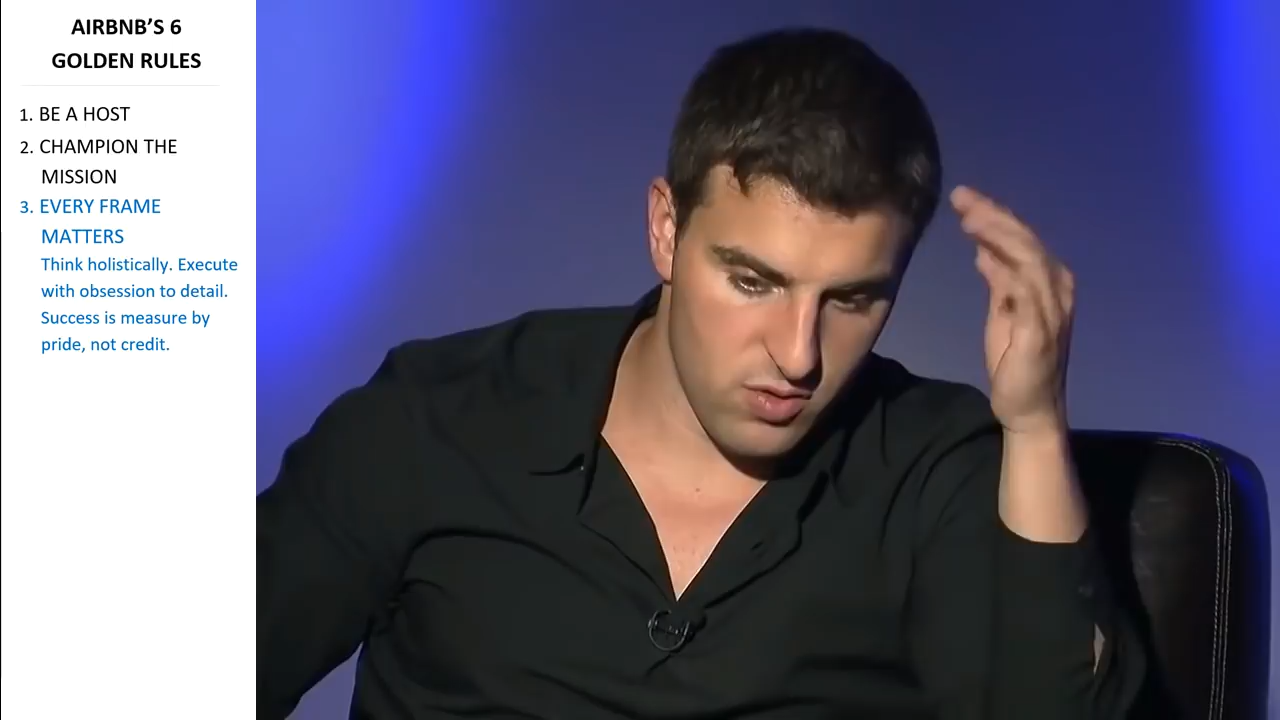 AIRBNB’S 6
GOLDEN RULES
1. BE A HOST
2. CHAMPION THE
MISSION
3. EVERY FRAME
MATTERS
Think holistically. Execute
with obsession to detail.
Success is measure by
pride, not credit.